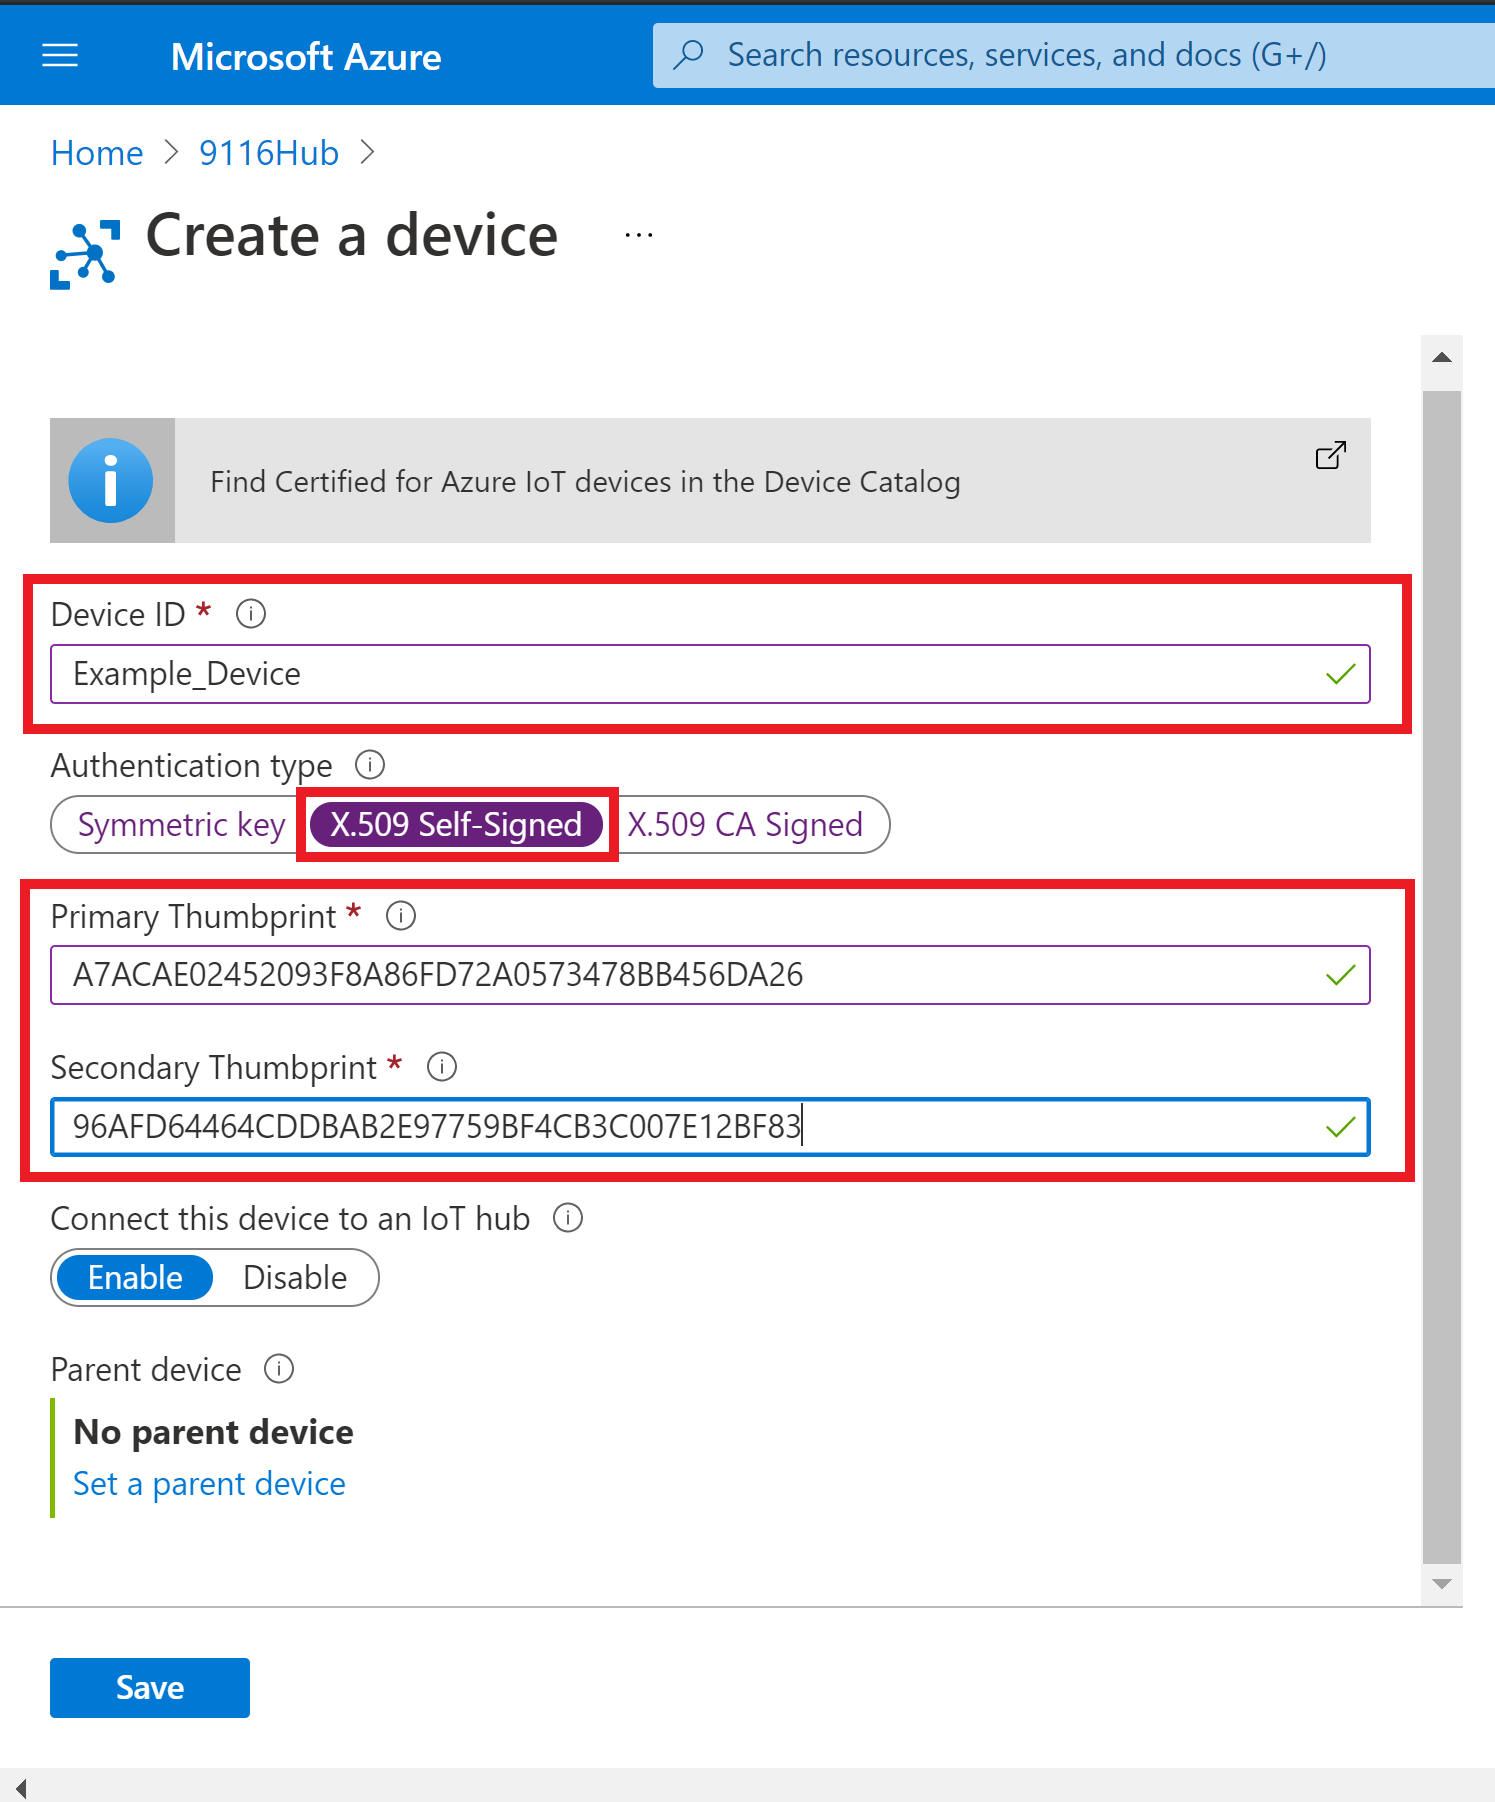 Microsoft Azure
Search resources, services, and docs (G+/)
Home > 9116Hub >
Create a device ...
Find Certified for Azure IoT devices in the Device Catalog
Device ID *
Example_Device
Authentication type
Symmetric key X.509 Self-Signed X.509 CA Signed
Primary Thumbprint *
A7ACAE02452093F8A86FD72A0573478BB456DA26
Secondary Thumbprint *
96AFD64464CDDBAB2E97759BF4CB3C007E12BF83
Connect this device to an IoT hub
Enable Disable
Parent device
No parent device
Set a parent device
Save